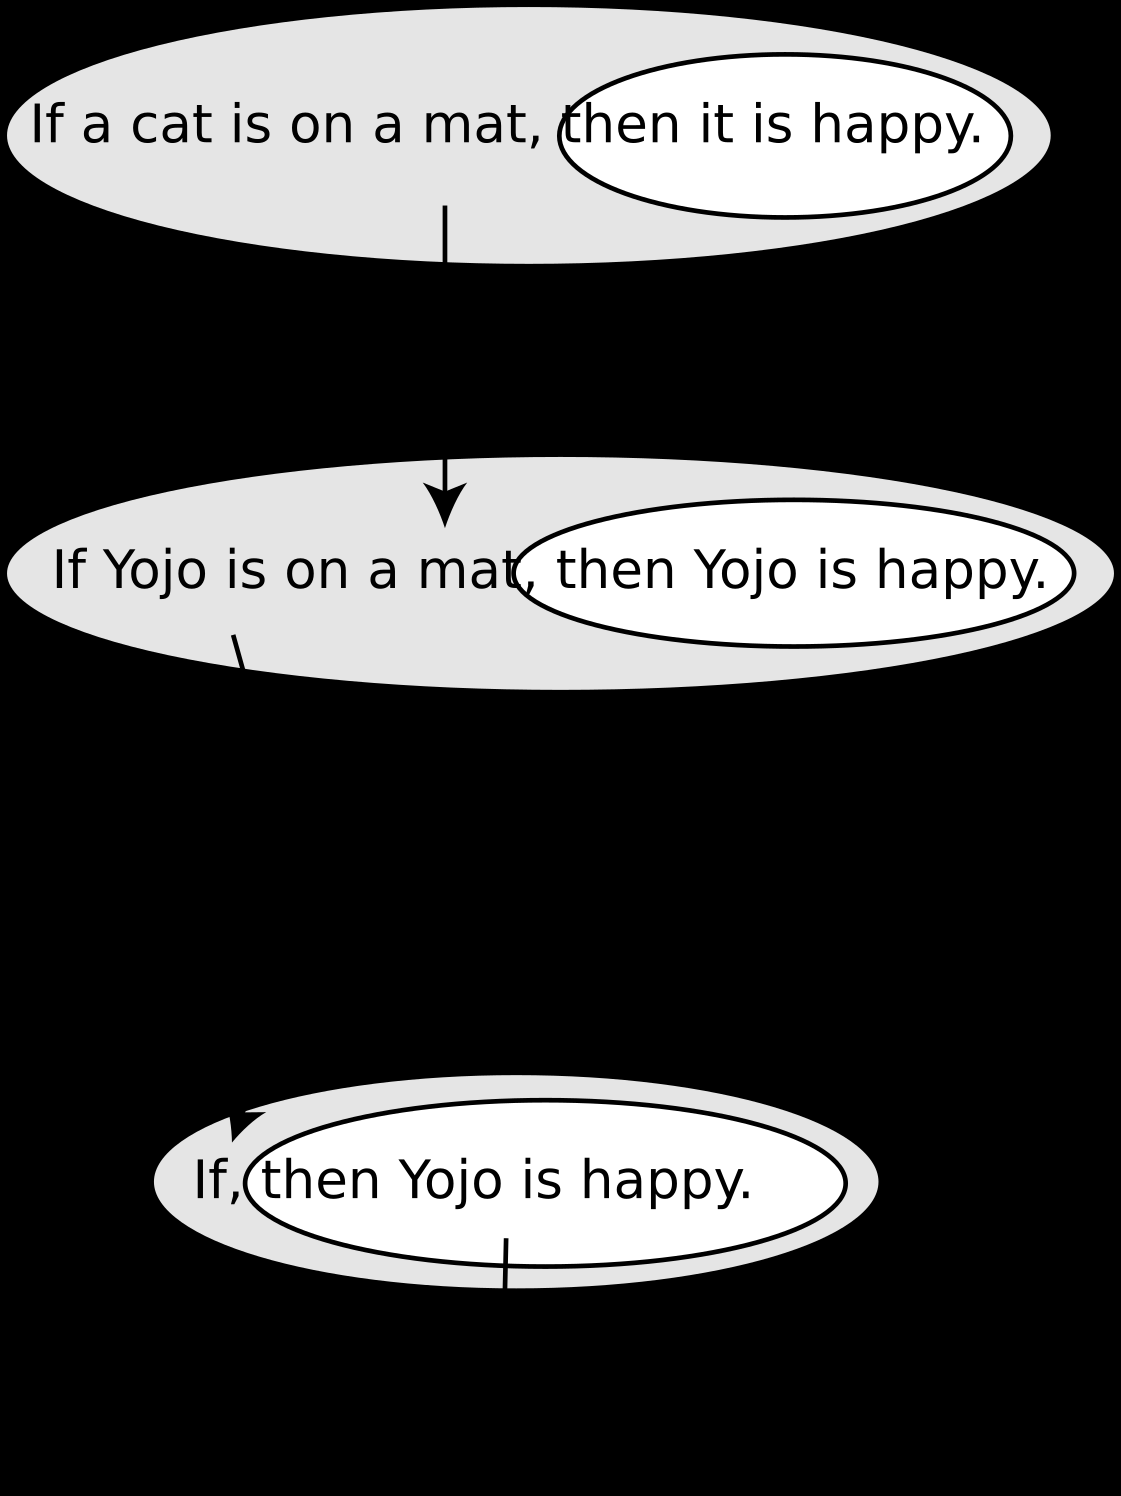 If a cat is on a mat, then it is happy.
If Yojo is on a mat, then Yojo is happy.
If, then Yojo is happy.